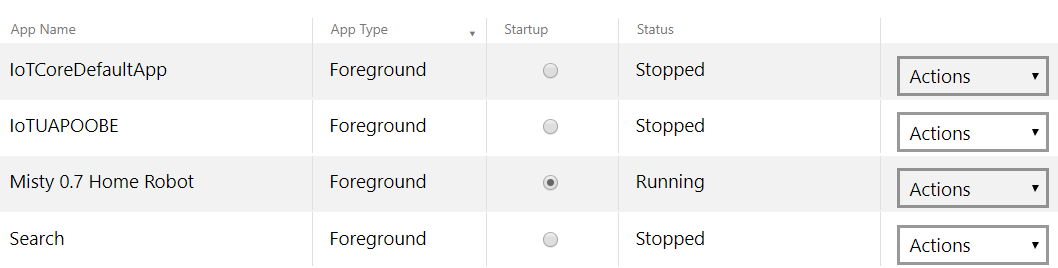 App Name App Type Startup Status
IoTCoreDefaultApp Foreground Stopped Actions
IoTUAPOOBE Foreground Stopped Actions
Misty 0.7 Home Robot Foreground Running Actions
Search Foreground Stopped Actions